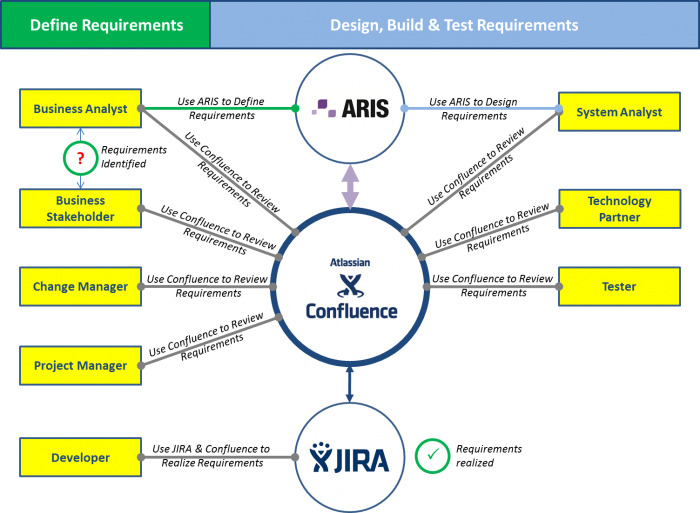 Define Requirements
Design, Build & Test Requirements
Business Analyst
Use ARIS to Define
Requirements
ARIS
Use ARIS to Design
Requirements
System Analyst
?
Requirements
Identified
Use Confluence to Review
Requirements
Use Confluence to Review
Requirements
Business
Stakeholder
Use Confluence to Review
Requirements
Use Confluence to Review
Requirements
Technology
Partner
Atlassian
Confluence
Change Manager
Use Confluence to Review
Requirements
Use Confluence to Review
Requirements
Tester
Project Manager
Use Confluence to Review
Requirements
Developer
Use JIRA & Confluence to
Realize Requirements
JIRA
✓
Requirements
realized